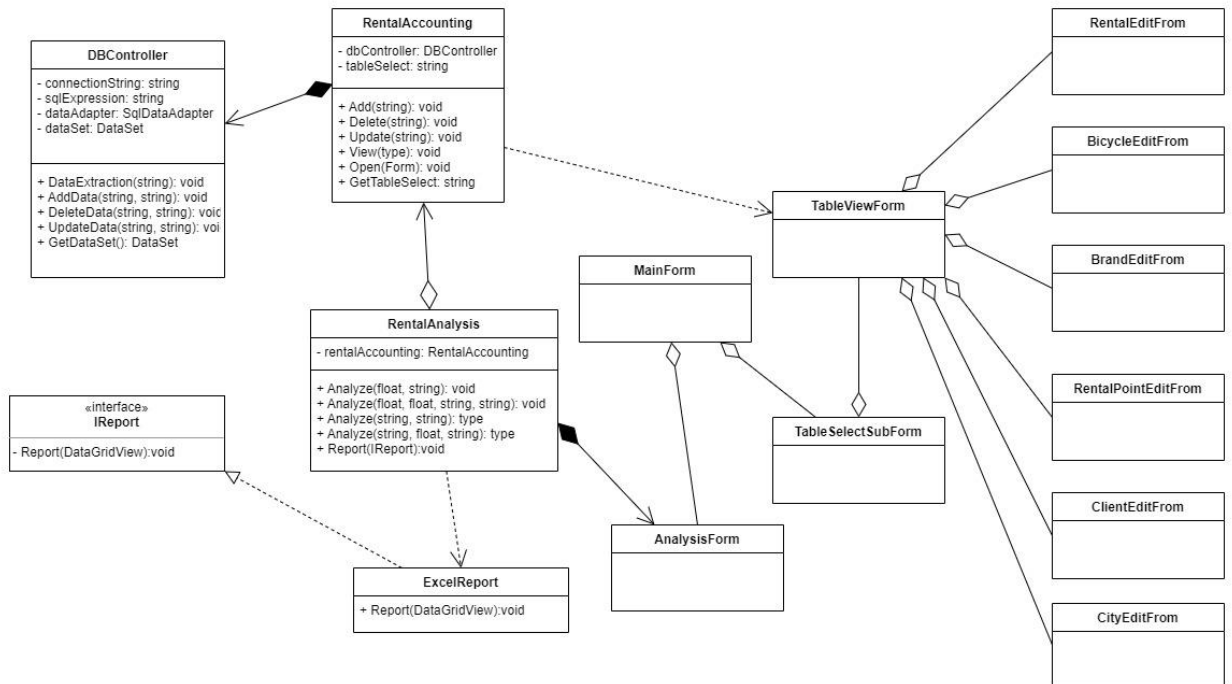 RentalAccounting
- dbController: DBController
- tableSelect: string
+ Add(string): void
+ Delete(string): void
+ Update(string): void
+ View(type): void
+ Open(Form): void
+ GetTableSelect: string
DBController
- connectionString: string
- sqlExpression: string
- dataAdapter: SqlDataAdapter
- dataSet: DataSet
+ DataExtraction(string): void
+ AddData(string, string): void
+ DeleteData(string, string): void
+ UpdateData(string, string): voi
+ GetDataSet(): DataSet
RentalEditFrom
BicycleEditFrom
TableViewForm
BrandEditFrom
MainForm
RentalAnalysis
- rentalAccounting: RentalAccounting
+ Analyze(float, string): void
+ Analyze(float, float, string, string): void
+ Analyze(string, string): type
+ Analyze(string, float, string): type
+ Report(IReport):void
RentalPointEditFrom
«interface»
IReport
- Report(DataGridView):void
TableSelectSubForm
ClientEditFrom
AnalysisForm
ExcelReport
+ Report(DataGridView):void
CityEditFrom